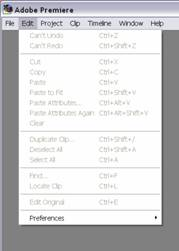 Adobe Premiere
File Edit Project Clip Timeline Window Help
Can't Undo Ctrl+Z
Can't Redo Ctrl+Shift+Z
Cut Ctrl+X
Copy Ctrl+C
Paste Ctrl+V
Paste to Fit Ctrl+Shift+V
Paste Attributes... Ctrl+Alt+V
Paste Attributes Again Ctrl+Alt+Shift+V
Clear
Duplicate Clip... Ctrl+Shift+/
Deselect All Ctrl+Shift+A
Select All Ctrl+A
Find... Ctrl+F
Locate Clip Ctrl+L
Edit Original Ctrl+E
Preferences